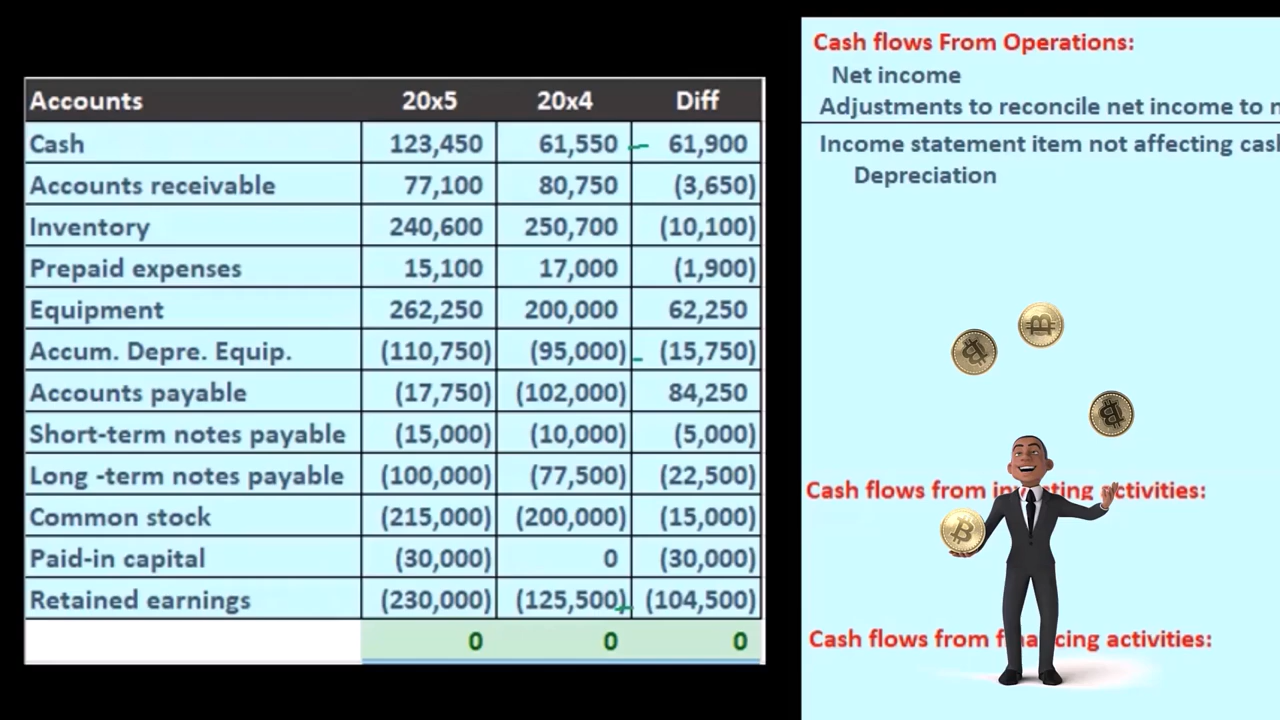 Accounts 20x5 20x4 Diff
Cash 123,450 61,550 61,900
Accounts receivable 77,100 80,750 (3,650)
Inventory 240,600 250,700 (10,100)
Prepaid expenses 15,100 17,000 (1,900)
Equipment 262,250 200,000 62,250
Accum. Depre. Equip. (110,750) (95,000) (15,750)
Accounts payable (17,750) (102,000) 84,250
Short-term notes payable (15,000) (10,000) (5,000)
Long -term notes payable (100,000) (77,500) (22,500)
Common stock (215,000) (200,000) (15,000)
Paid-in capital (30,000) 0 (30,000)
Retained earnings (230,000) (125,500) (104,500)
0 0 0
Cash flows From Operations:
Net income
Adjustments to reconcile net income to
Income statement item not affecting cash
Depreciation
Cash flows from investing activities:
Cash flows from financing activities: